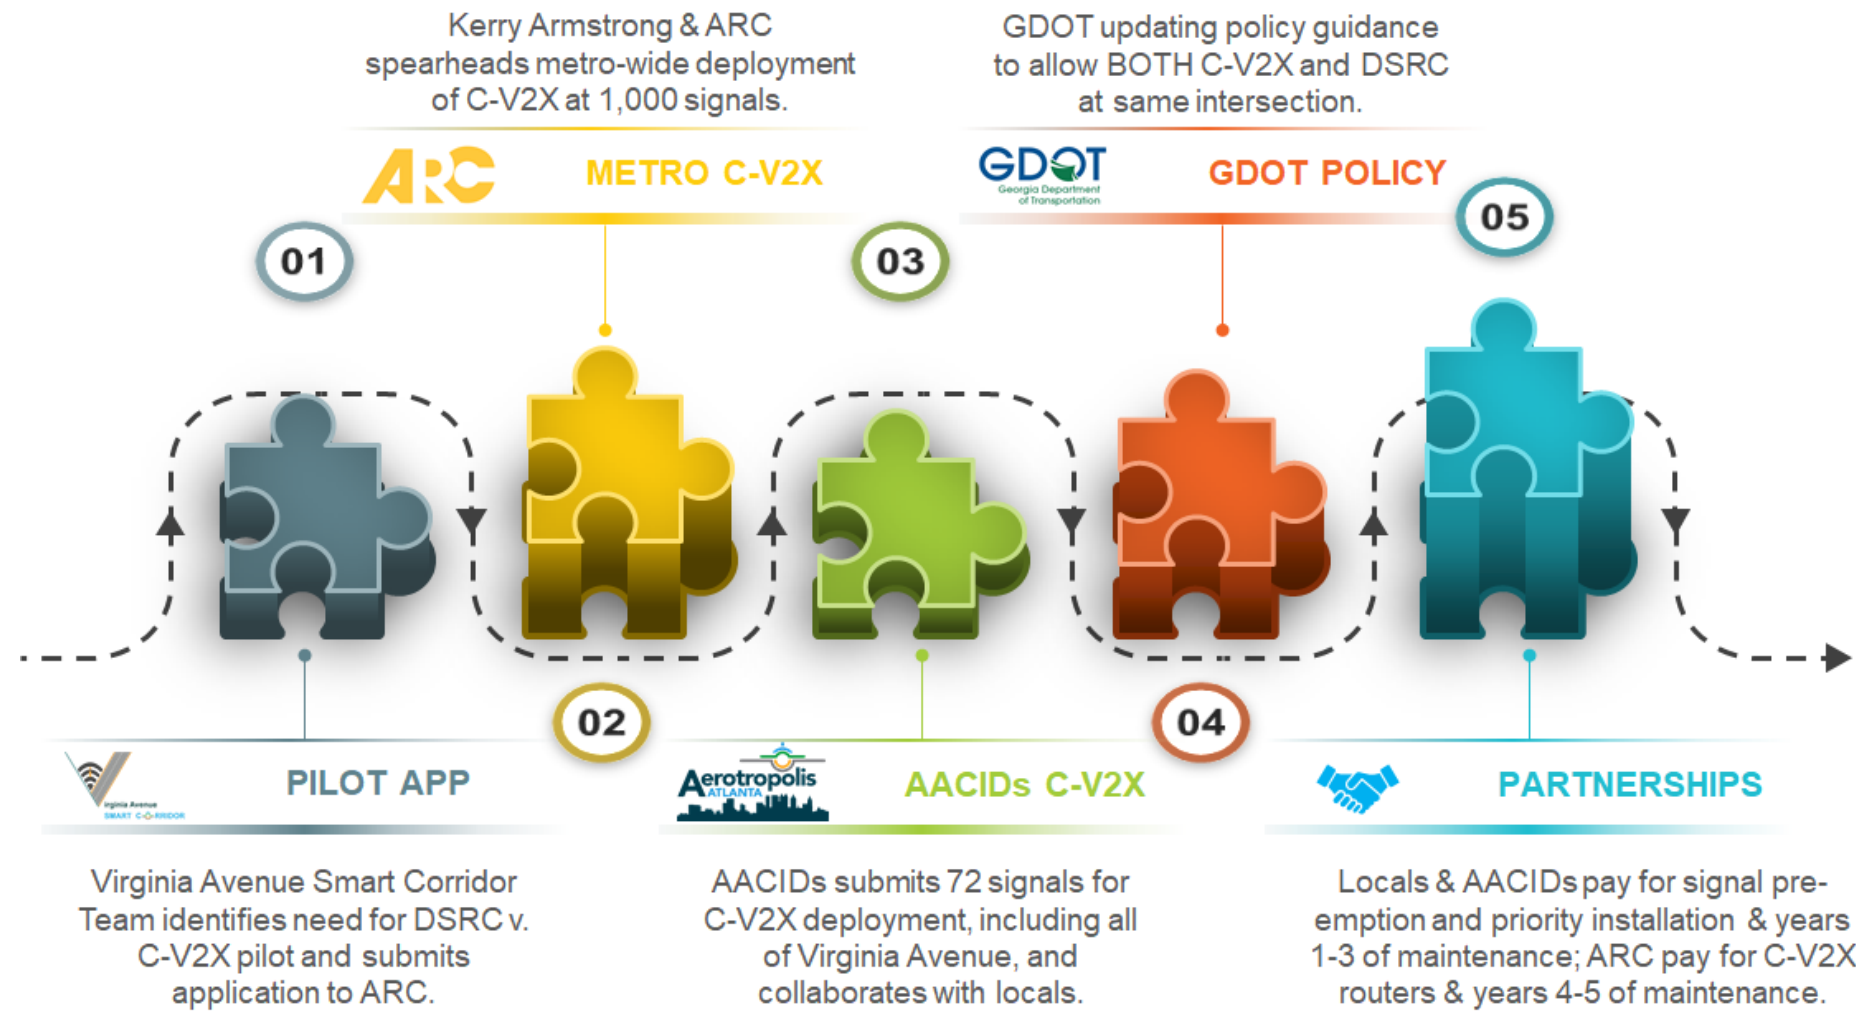 Kerry Armstrong & ARC
spearheads metro-wide deployment
of C-V2X at 1,000 signals.
GDOT updating policy guidance
to allow BOTH C-V2X and DSRC
at same intersection.
ARC
METRO C-V2X
GDOT
Georgia Department
of Transportation
GDOT POLICY
01
03
05
02
04
irginia Avenue
SMART CORRIDOR
PILOT APP
Aerotropolis
ATLANTA
AACIDs C-V2X
PARTNERSHIPS
Virginia Avenue Smart Corridor
Team identifies need for DSRC v.
C-V2X pilot and submits
application to ARC.
AACIDs submits 72 signals for
C-V2X deployment, including all
of Virginia Avenue, and
collaborates with locals.
Locals & AACIDs pay for signal pre-
emption and priority installation & years
1-3 of maintenance; ARC pay for C-V2X
routers & years 4-5 of maintenance.